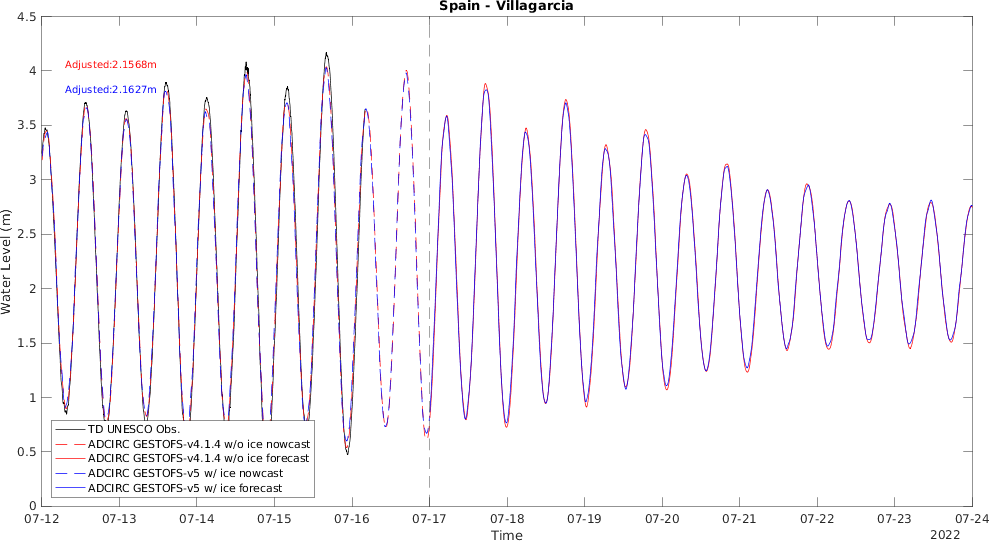 Spain - Villagarcia
4.5
4
3.5
3
2.5
2
1.5
1
0.5
0
Water Level (m)
Adjusted:2.1568m
Adjusted:2.1627m
TD UNESCO Obs.
ADCIRC GESTOFS-v4.1.4 w/o ice nowcast
ADCIRC GESTOFS-v4.1.4 w/o ice forecast
ADCIRC GESTOFS-v5 w/ ice nowcast
ADCIRC GESTOFS-v5 w/ ice forecast
07-12 07-13 07-14 07-15 07-16 07-17 07-18 07-19 07-20 07-21 07-22 07-23 07-24
Time
2022